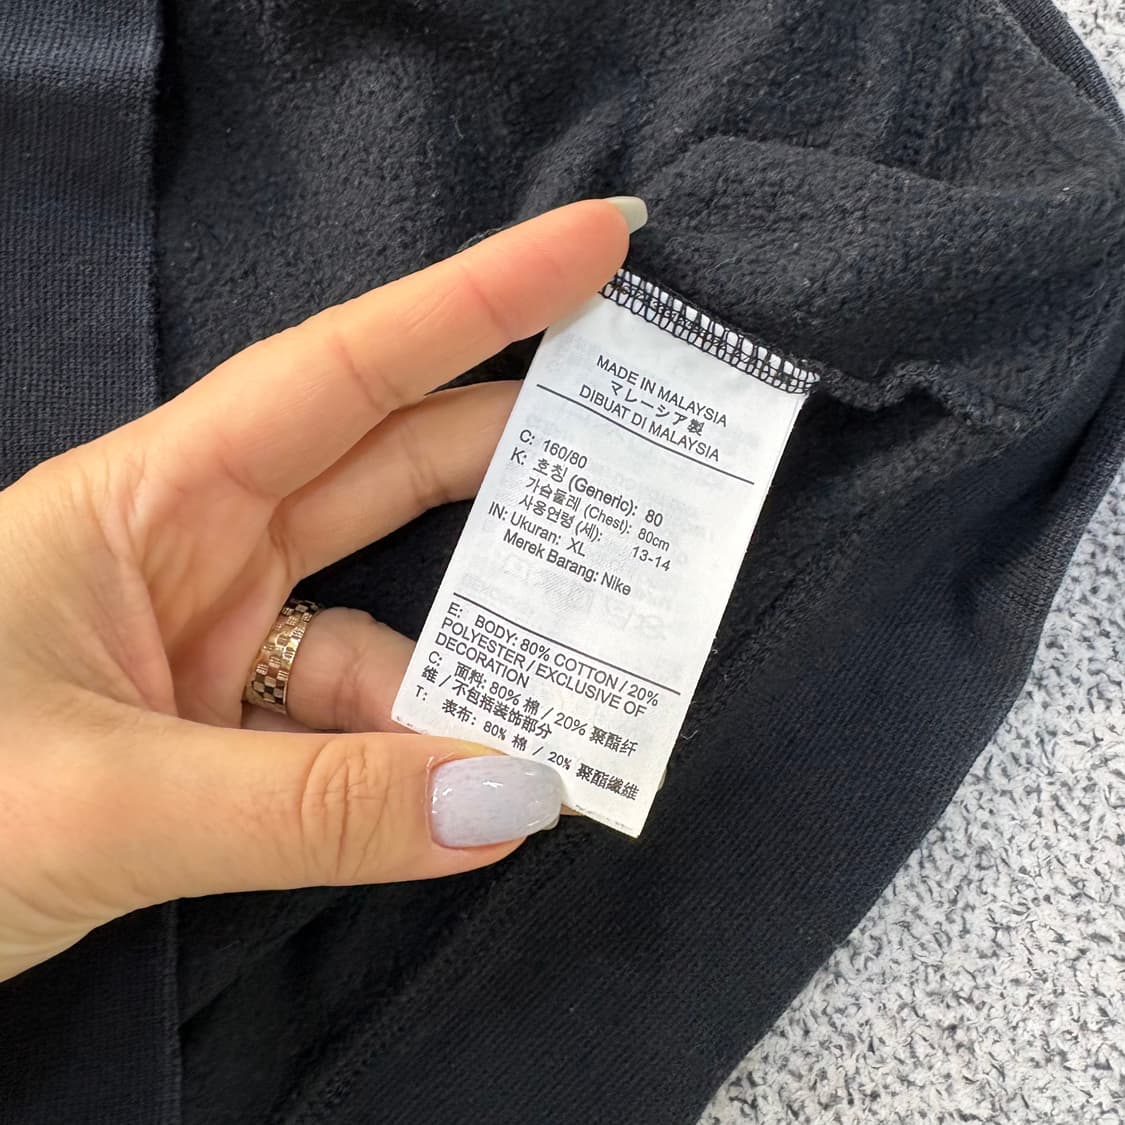 MADE IN MALAYSIA
マレーシア製
DIBUAT DI MALAYSIA
C: 160/80
K: 호칭 (Generic): 80
가슴둘레 (Chest): 80cm
사용연령 (세): 13-14
IN: Ukuran: XL
Merek Barang: Nike
E: BODY: 80% COTTON / 20%
POLYESTER / EXCLUSIVE OF
DECORATION
C: 面料: 80% 棉 / 20% 聚酯纤
维 / 不包括装饰部分
T: 表布: 80% 棉 / 20% 聚酯纖維